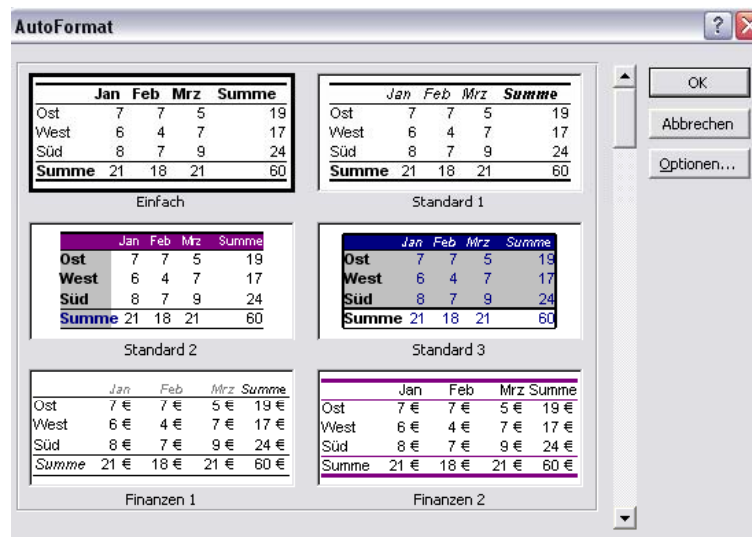 AutoFormat
?
Jan Feb Mrz Summe
Ost 7 7 5 19
West 6 4 7 17
Süd 8 7 9 24
Summe 21 18 21 60
Einfach
Jan Feb Mrz Summe
Ost 7 7 5 19
West 6 4 7 17
Süd 8 7 9 24
Summe 21 18 21 60
Standard 1
OK
Abbrechen
Optionen...
Jan Feb Mrz Summe
Ost 7 7 5 19
West 6 4 7 17
Süd 8 7 9 24
Summe 21 18 21 60
Standard 2
Jan Feb Mrz Summe
Ost 7 7 5 19
West 6 4 7 17
Süd 8 7 9 24
Summe 21 18 21 60
Standard 3
Jan Feb Mrz Summe
Ost 7 € 7 € 5 € 19 €
West 6 € 4 € 7 € 17 €
Süd 8 € 7 € 9 € 24 €
Summe 21 € 18 € 21 € 60 €
Finanzen 1
Jan Feb Mrz Summe
Ost 7 € 7 € 5 € 19 €
West 6 € 4 € 7 € 17 €
Süd 8 € 7 € 9 € 24 €
Summe 21 € 18 € 21 € 60 €
Finanzen 2